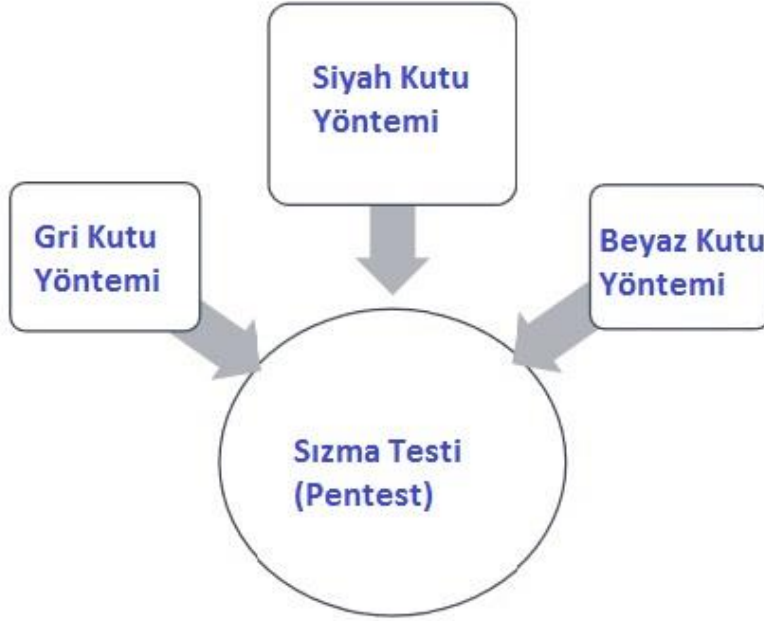 Siyah Kutu
Yöntemi
Gri Kutu
Yöntemi
Beyaz Kutu
Yöntemi
Sızma Testi
(Pentest)